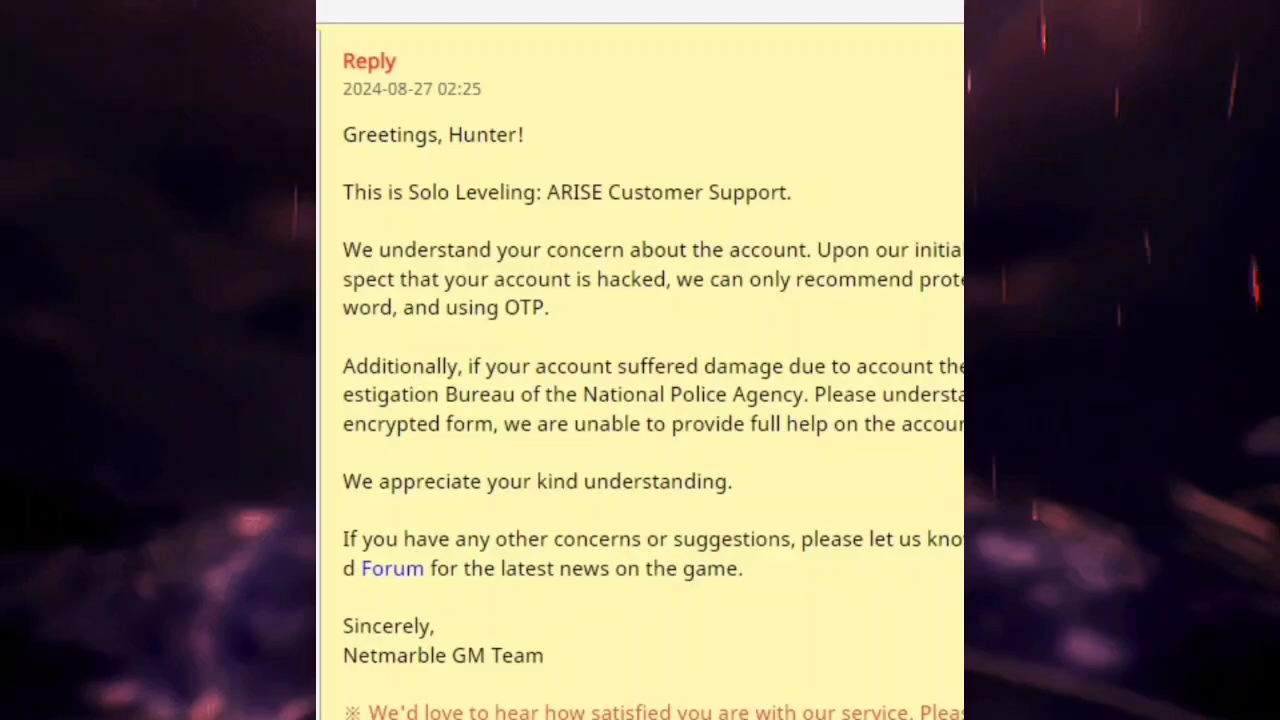 Reply
2024-08-27 02:25
Greetings, Hunter!
This is Solo Leveling: ARISE Customer Support.
We understand your concern about the account. Upon our initia
spect that your account is hacked, we can only recommend prote
word, and using OTP.
Additionally, if your account suffered damage due to account the
estigation Bureau of the National Police Agency. Please understa
encrypted form, we are unable to provide full help on the accoun
We appreciate your kind understanding.
If you have any other concerns or suggestions, please let us kno
d Forum for the latest news on the game.
Sincerely,
Netmarble GM Team
※ We'd love to hear how satisfied you are with our service. Pleas